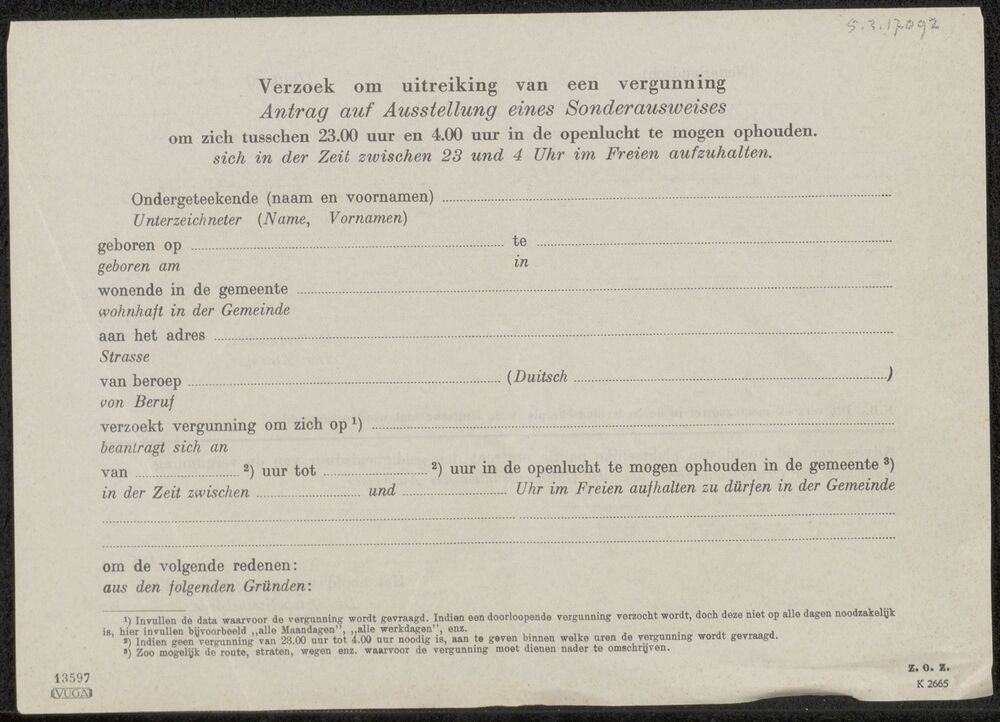 5.3.17092
Verzoek om uitreiking van een vergunning
Antrag auf Ausstellung eines Sonderausweises
om zich tusschen 23.00 uur en 4.00 uur in de openlucht te mogen ophouden.
sich in der Zeit zwischen 23 und 4 Uhr im Freien aufzuhalten.
Ondergeteekende (naam en voornamen)
Unterzeichneter (Name, Vornamen)
geboren op te
geboren am in
wonende in de gemeente
wohnhaft in der Gemeinde
aan het adres
Strasse
van beroep (Duitsch )
von Beruf
verzoekt vergunning om zich op ¹)
beantragt sich an
van ²) uur tot ²) uur in de openlucht te mogen ophouden in de gemeente ³)
in der Zeit zwischen und Uhr im Freien aufhalten zu dürfen in der Gemeinde
om de volgende redenen:
aus den folgenden Gründen:
¹) Invullen de data waarvoor de vergunning wordt gevraagd. Indien een doorloopende vergunning verzocht wordt, doch deze niet op alle dagen noodzakelijk
is, hier invullen bijvoorbeeld „alle Maandagen”, „alle werkdagen”, enz.
²) Indien geen vergunning van 23.00 uur tot 4.00 uur noodig is, aan te geven binnen welke uren de vergunning wordt gevraagd.
³) Zoo mogelijk de route, straten, wegen enz. waarvoor de vergunning moet dienen nader te omschrijven.
13597
VUGA
Z. O. Z.
K 2665